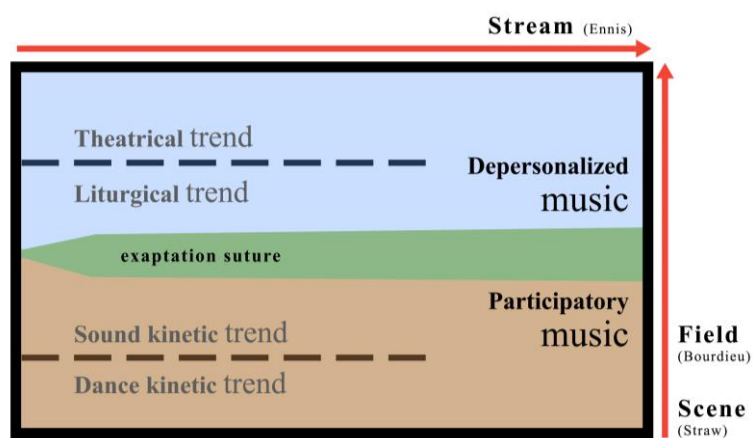 Stream (Ennis)
Theatrical trend
Liturgical trend
Depersonalized
music
exaptation suture
Participatory
music
Sound kinetic trend
Dance kinetic trend
Field
(Bourdieu)
Scene
(Straw)